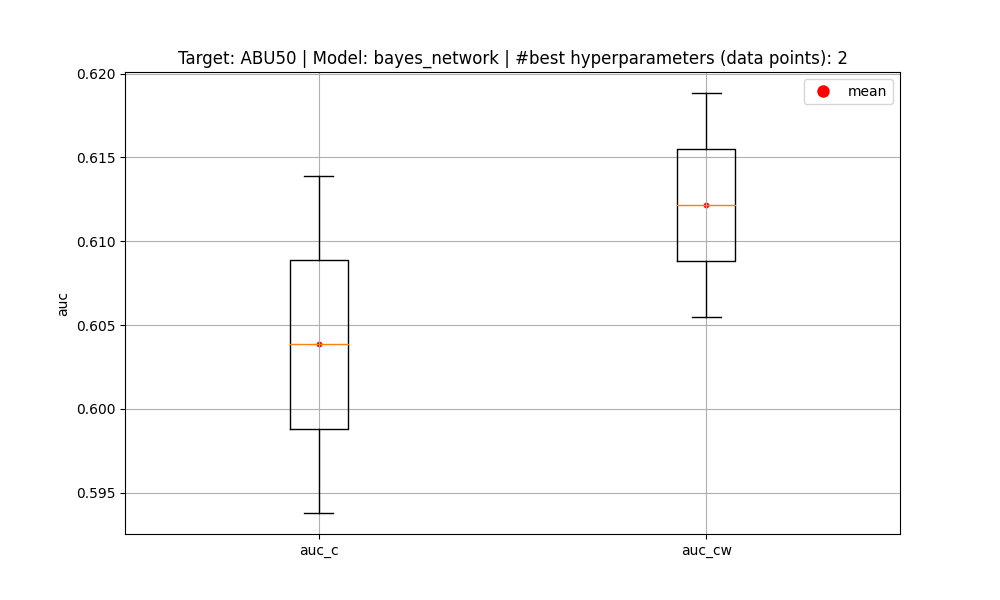 Target: ABU50 | Model: bayes_network | #best hyperparameters (data points): 2
0.620
mean
0.615
0.610
auc
0.605
0.600
0.595
auc_c
auc_cw